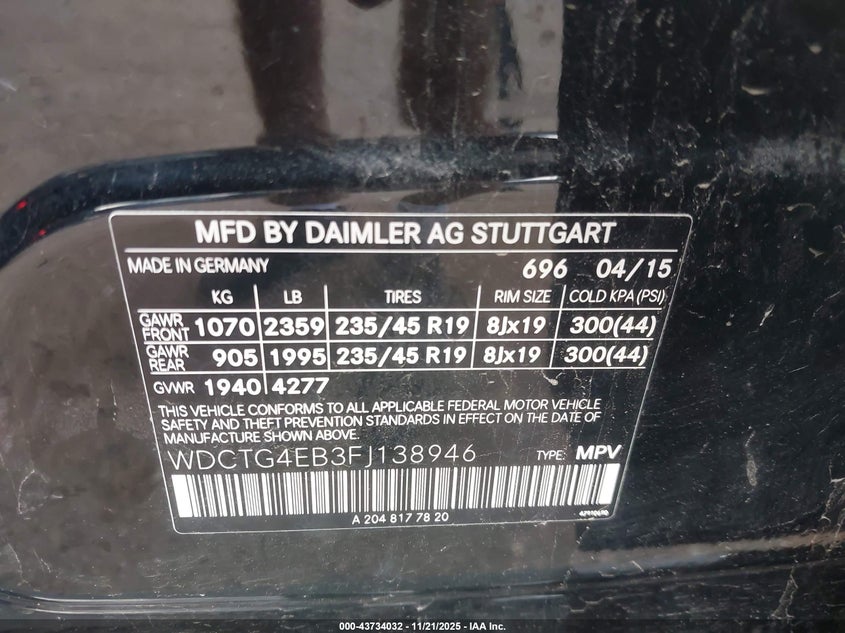 MFD BY DAIMLER AG STUTTGART
MADE IN GERMANY 696 04/15
KG LB TIRES RIM SIZE COLD KPA (PSI)
GAWR FRONT 1070 2359 235/45 R19 8Jx19 300(44)
GAWR REAR 905 1995 235/45 R19 8Jx19 300(44)
GVWR 1940 4277
THIS VEHICLE CONFORMS TO ALL APPLICABLE FEDERAL MOTOR VEHICLE
SAFETY AND THEFT PREVENTION STANDARDS IN EFFECT ON THE DATE OF
MANUFACTURE SHOWN ABOVE.
WDCTG4EB3FJ138946 TYPE: MPV
A 204 817 78 20
000-43734032 - 11/21/2025 - IAA Inc.